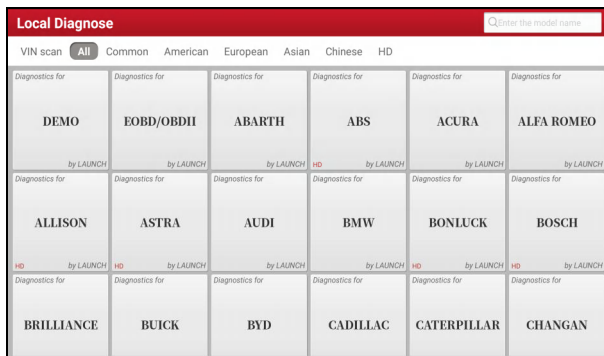 Local Diagnose
Enter the model name
VIN scan All Common American European Asian Chinese HD
Diagnostics for Diagnostics for Diagnostics for Diagnostics for Diagnostics for Diagnostics for
DEMO EOBD/OBDII ABARTH ABS ACURA ALFA ROMEO
by LAUNCH by LAUNCH by LAUNCH HD by LAUNCH by LAUNCH by LAUNCH
Diagnostics for Diagnostics for Diagnostics for Diagnostics for Diagnostics for Diagnostics for
ALLISON ASTRA AUDI BMW BONLUCK BOSCH
HD by LAUNCH HD by LAUNCH by LAUNCH by LAUNCH HD by LAUNCH HD by LAUNCH
Diagnostics for Diagnostics for Diagnostics for Diagnostics for Diagnostics for Diagnostics for
BRILLIANCE BUICK BYD CADILLAC CATERPILLAR CHANGAN